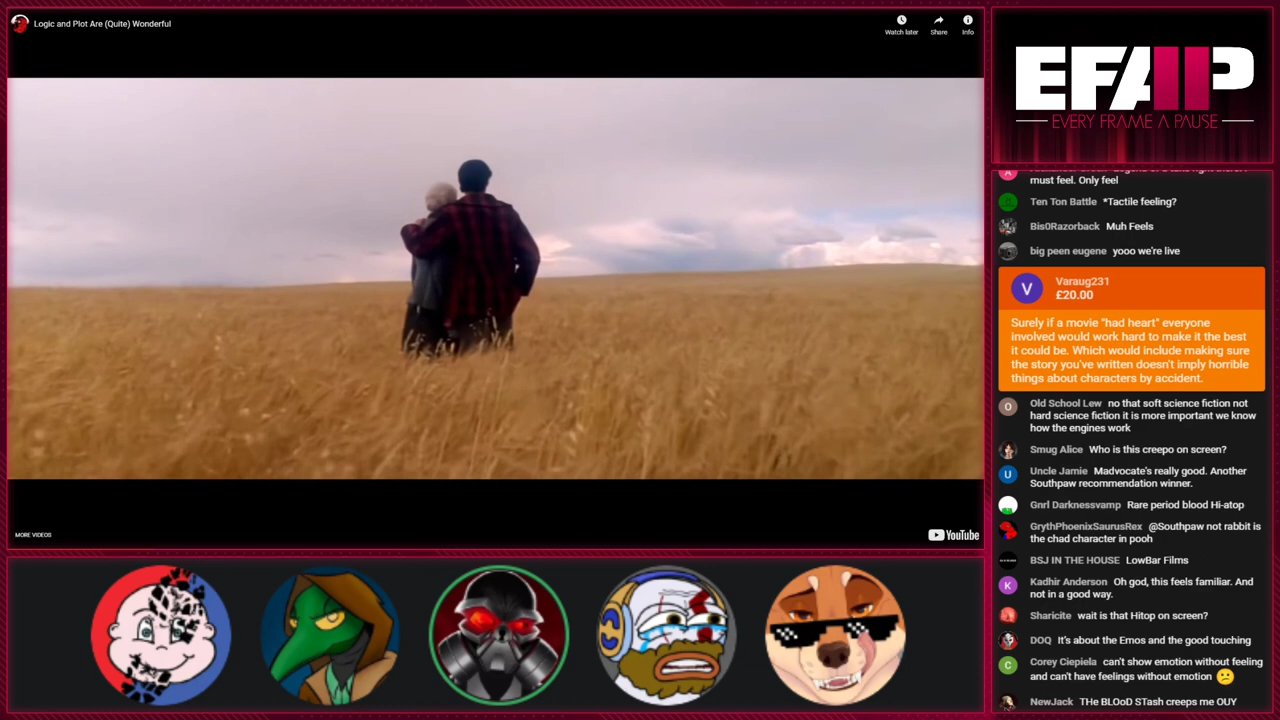 Logic and Plot Are (Quite) Wonderful
Watch later
Share
Info
MORE VIDEOS
YouTube
EFAP
EVERY FRAME A PAUSE
must feel. Only feel
Ten Ton Battle *Tactile feeling?
Bis0Razorback Muh Feels
big peen eugene yooo we're live
V
Varaug231
£20.00
Surely if a movie "had heart" everyone
involved would work hard to make it the best
it could be. Which would include making sure
the story you've written doesn't imply horrible
things about characters by accident.
O
Old School Lew no that soft science fiction not
hard science fiction it is more important we know
how the engines work
Smug Alice Who is this creepo on screen?
U
Uncle Jamie Madvocate's really good. Another
Southpaw recommendation winner.
Gnrl Darknessvamp Rare period blood Hi-atop
GrythPhoenixSaurusRex @Southpaw not rabbit is
the chad character in pooh
BSJ IN THE HOUSE LowBar Films
K
Kadhir Anderson Oh god, this feels familiar. And
not in a good way.
Sharicite wait is that Hitop on screen?
DOQ It's about the Emos and the good touching
C
Corey Ciepiela can't show emotion without feeling
and can't have feelings without emotion
NewJack THe BLOoD STash creeps me OUY